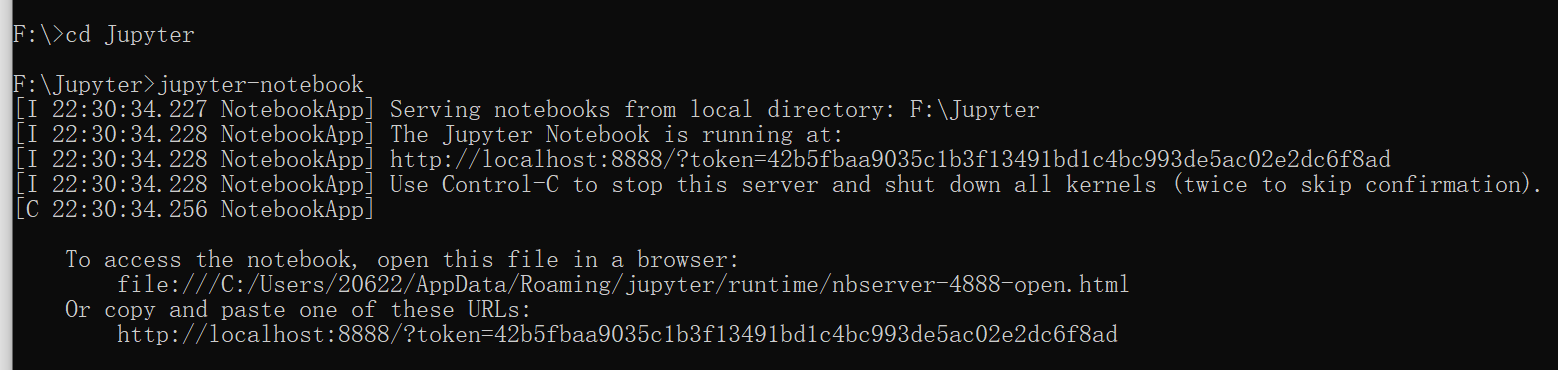 F:\>cd Jupyter
F:\Jupyter>jupyter-notebook
[I 22:30:34.227 NotebookApp] Serving notebooks from local directory: F:\Jupyter
[I 22:30:34.228 NotebookApp] The Jupyter Notebook is running at:
[I 22:30:34.228 NotebookApp] http://localhost:8888/?token=42b5fbaa9035c1b3f13491bd1c4bc993de5ac02e2dc6f8ad
[I 22:30:34.228 NotebookApp] Use Control-C to stop this server and shut down all kernels (twice to skip confirmation).
[C 22:30:34.256 NotebookApp]
To access the notebook, open this file in a browser:
file:///C:/Users/20622/AppData/Roaming/jupyter/runtime/nbserver-4888-open.html
Or copy and paste one of these URLs:
http://localhost:8888/?token=42b5fbaa9035c1b3f13491bd1c4bc993de5ac02e2dc6f8ad